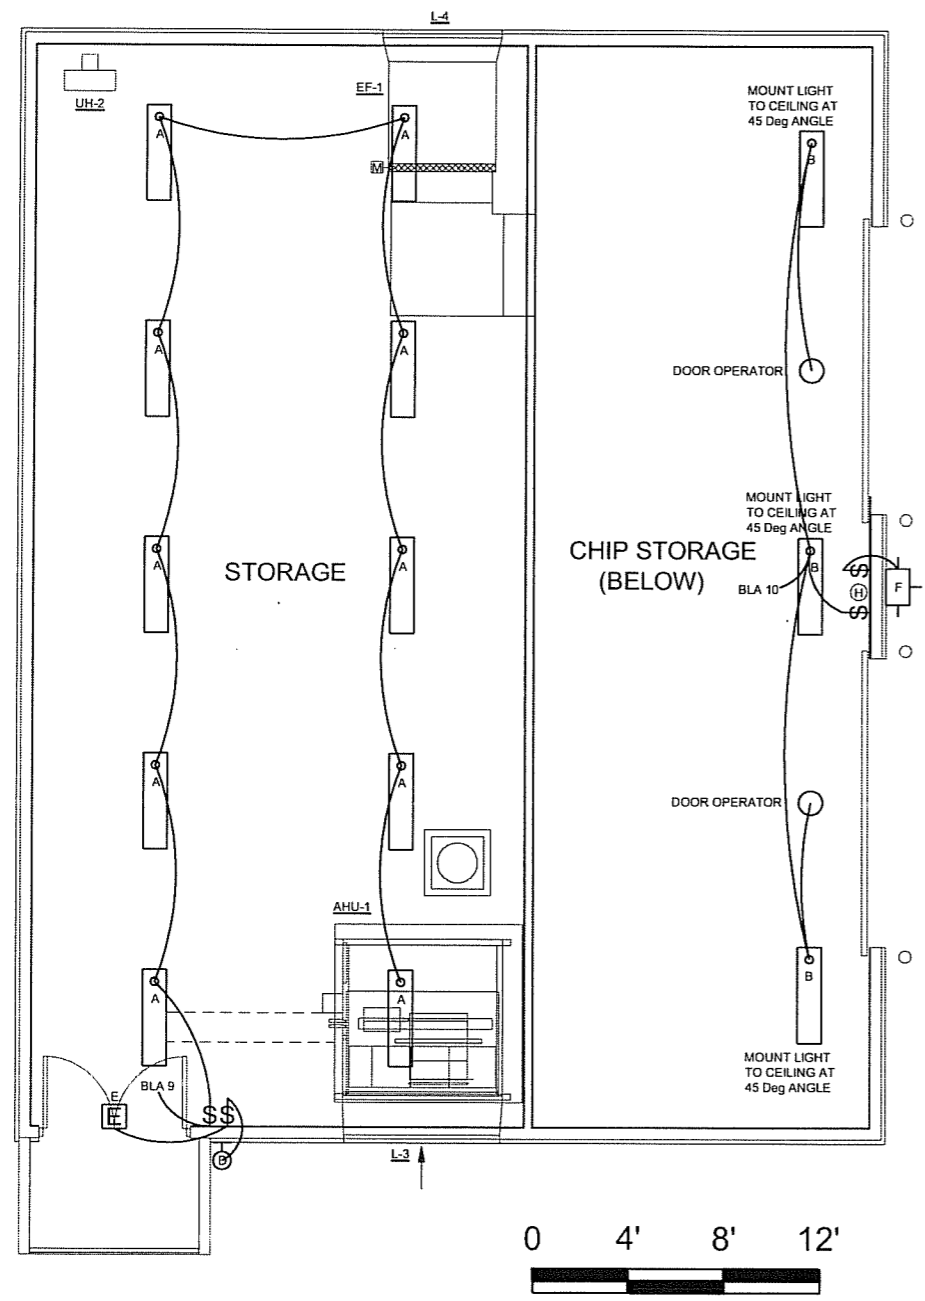 L-4
UH-2
EF-1
MOUNT LIGHT
TO CEILING AT
45 Deg ANGLE
A
A
B
M
A
A
DOOR OPERATOR
MOUNT LIGHT
TO CEILING AT
45 Deg ANGLE
A
A
STORAGE
CHIP STORAGE
(BELOW)
B
BLA 10
$
H
$
F
A
A
DOOR OPERATOR
AHU-1
A
A
B
MOUNT LIGHT
TO CEILING AT
45 Deg ANGLE
BLA 9
E
E
$$
L-3
0 4' 8' 12'